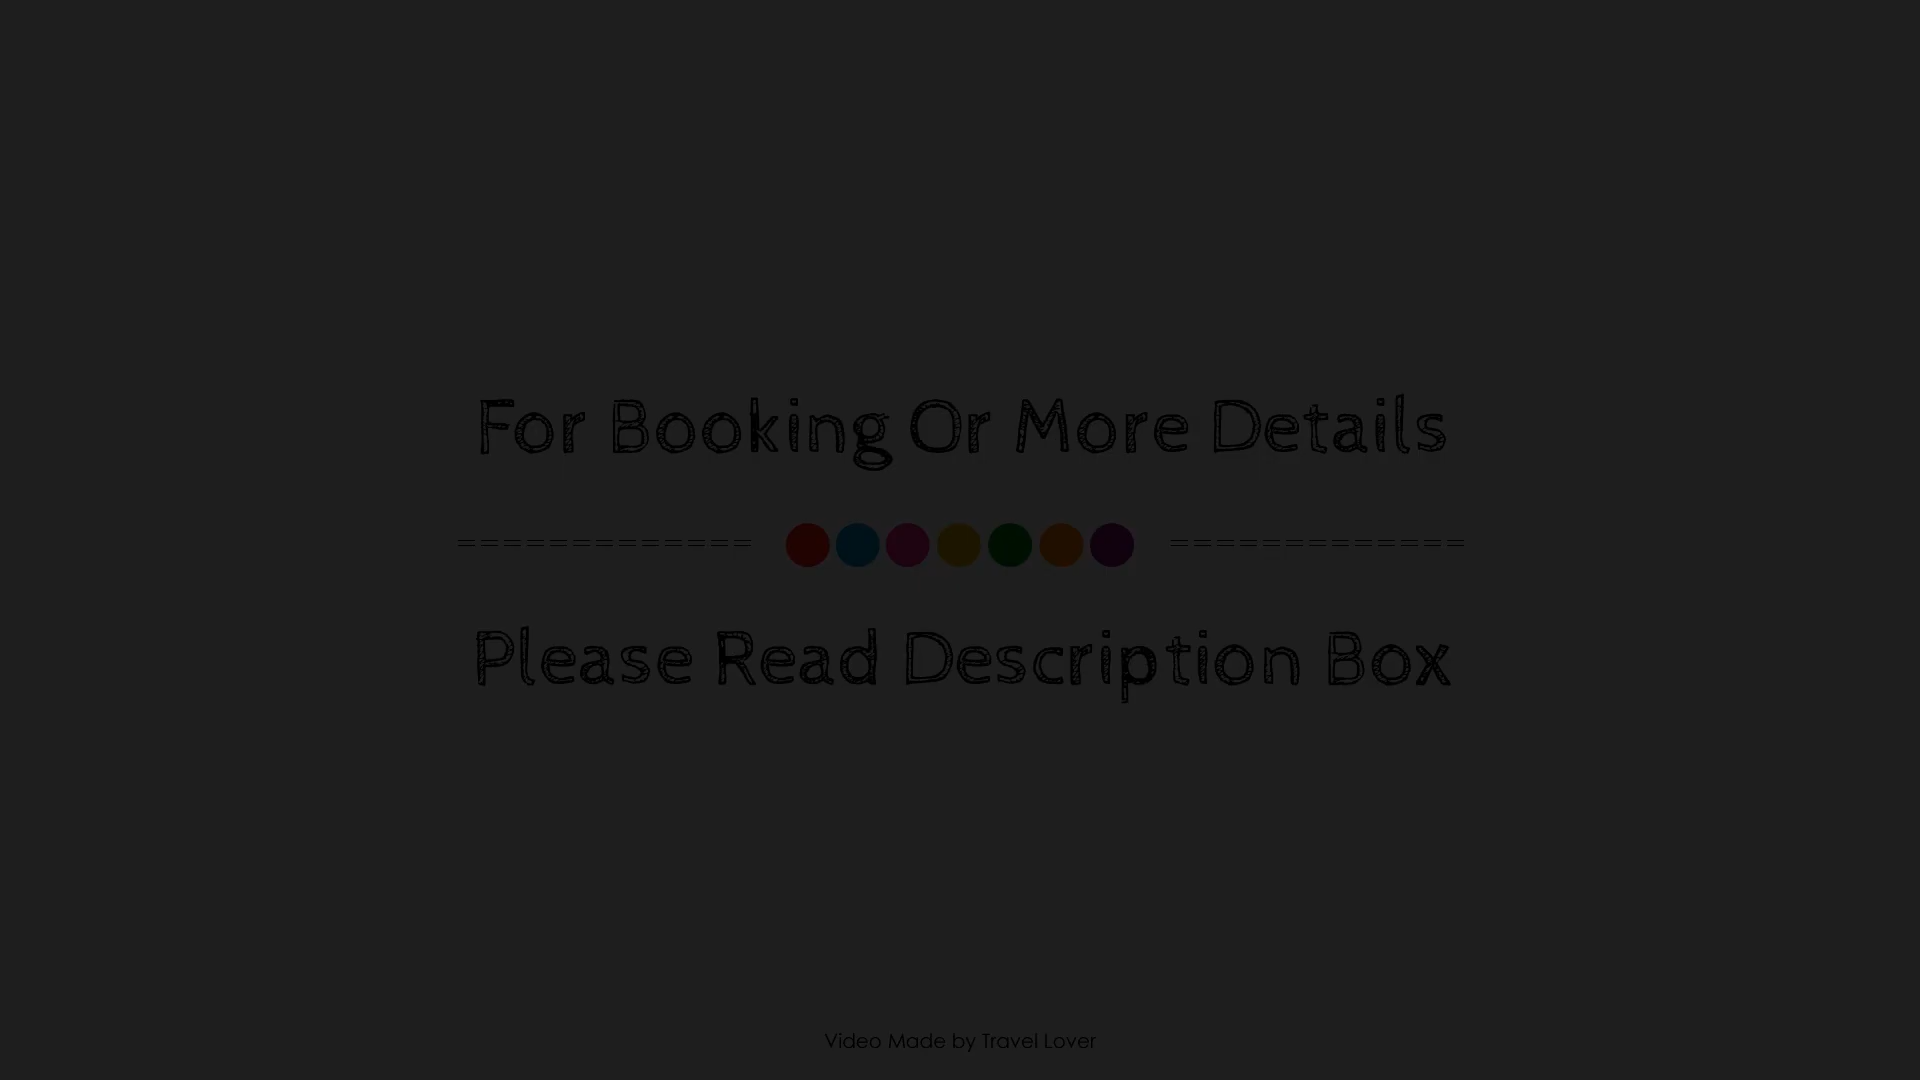 For Booking Or More Details
============= =============
Please Read Description Box
Video Made by Travel Lover